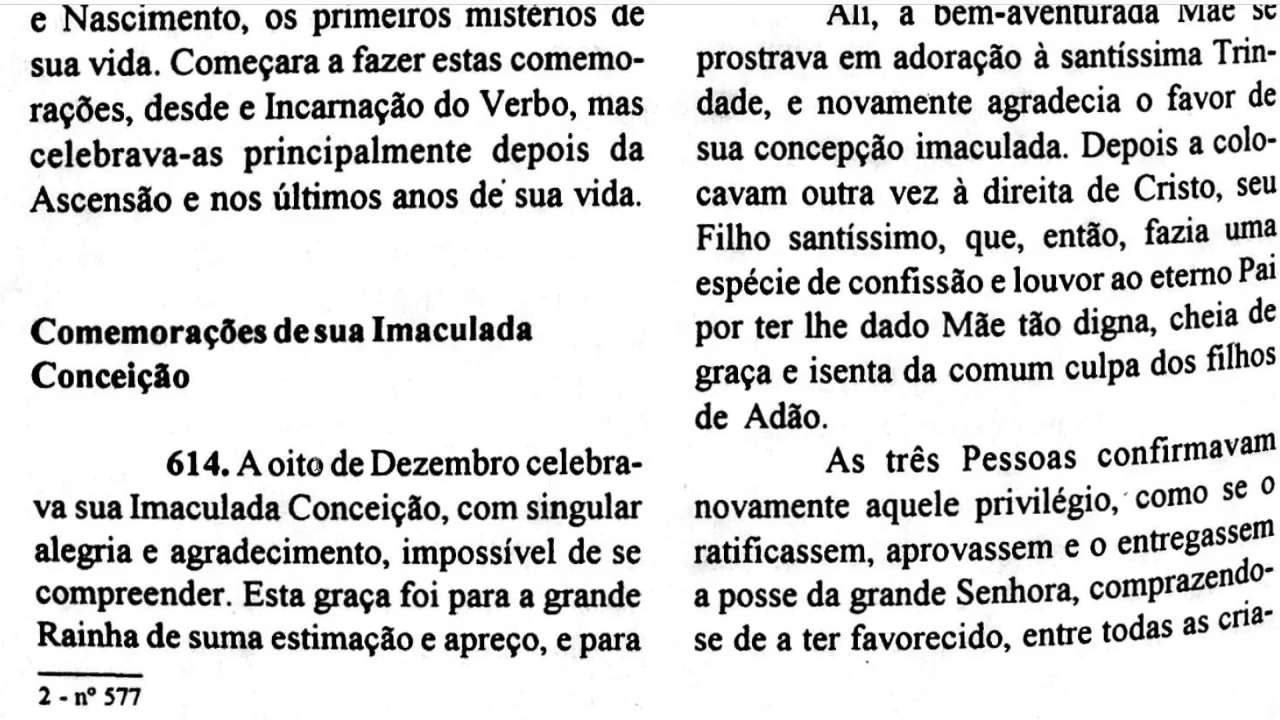 e Nascimento, os primeiros mistérios de
sua vida. Começara a fazer estas comemo-
rações, desde e Incarnação do Verbo, mas
celebrava-as principalmente depois da
Ascensão e nos últimos anos de sua vida.
Comemorações de sua Imaculada
Conceição
614. A oito de Dezembro celebra-
va sua Imaculada Conceição, com singular
alegria e agradecimento, impossível de se
compreender. Esta graça foi para a grande
Rainha de suma estimação e apreço, e para
2 - nº 577
Ali, a bem-aventurada Mãe se
prostrava em adoração à santíssima Trin-
dade, e novamente agradecia o favor de
sua concepção imaculada. Depois a colo-
cavam outra vez à direita de Cristo, seu
Filho santíssimo, que, então, fazia uma
espécie de confissão e louvor ao eterno Pai
por ter lhe dado Mãe tão digna, cheia de
graça e isenta da comum culpa dos filhos
de Adão.
As três Pessoas confirmavam
novamente aquele privilégio, como se o
ratificassem, aprovassem e o entregassem
a posse da grande Senhora, comprazendo-
se de a ter favorecido, entre todas as cria-